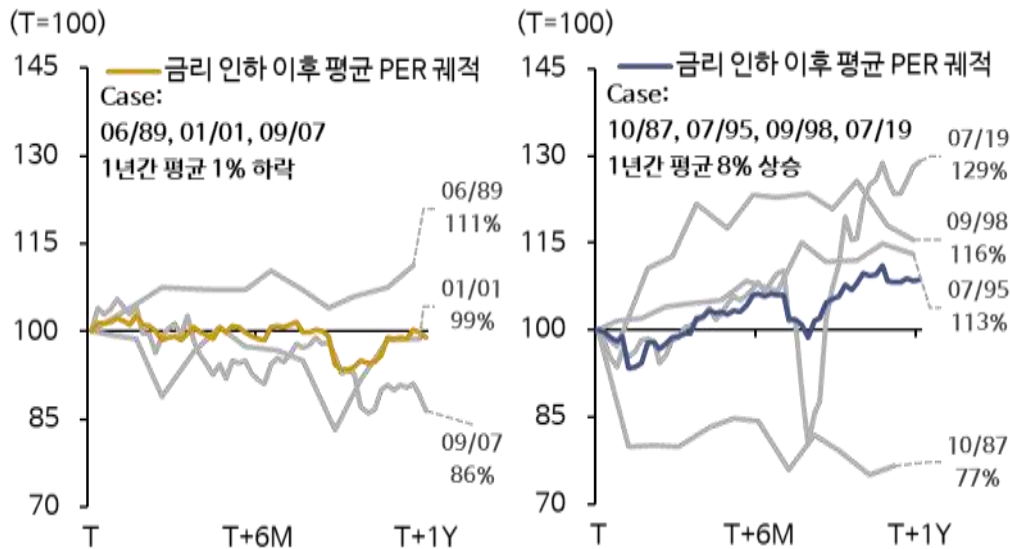 (T=100)
145
130
115
100
85
70
금리 인하 이후 평균 PER 궤적
Case:
06/89, 01/01, 09/07
1년간 평균 1% 하락
06/89
111%
01/01
99%
09/07
86%
T
T+6M
T+1Y
(T=100)
145
130
115
100
85
70
금리 인하 이후 평균 PER 궤적
Case:
10/87, 07/95, 09/98, 07/19
1년간 평균 8% 상승
07/19
129%
09/98
116%
07/95
113%
10/87
77%
T
T+6M
T+1Y